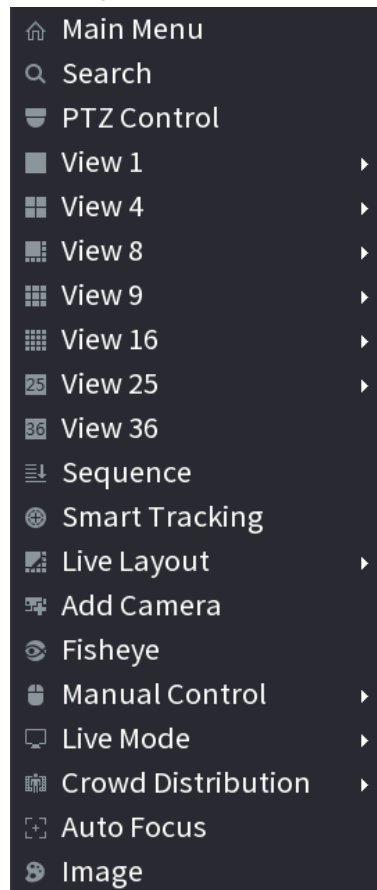 Main Menu
Search
PTZ Control
View 1
View 4
View 8
View 9
View 16
25 View 25
36 View 36
Sequence
Smart Tracking
Live Layout
Add Camera
Fisheye
Manual Control
Live Mode
Crowd Distribution
Auto Focus
Image